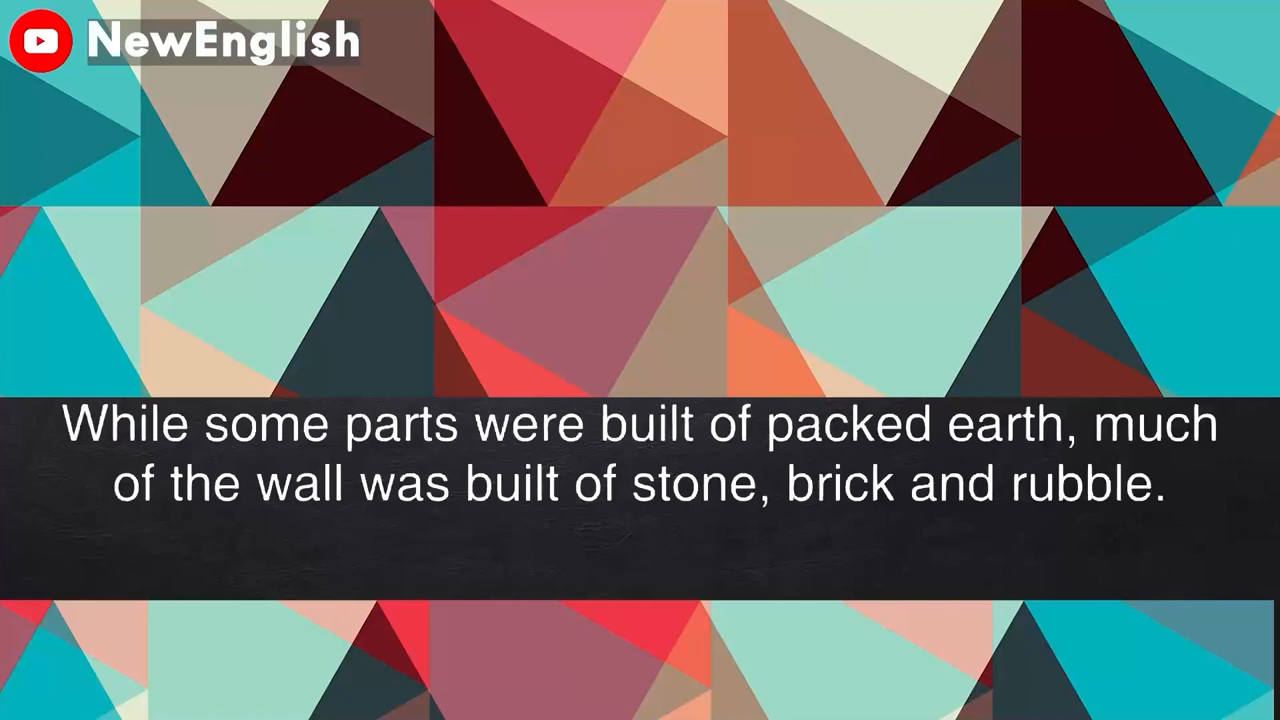 NewEnglish
While some parts were built of packed earth, much
of the wall was built of stone, brick and rubble.